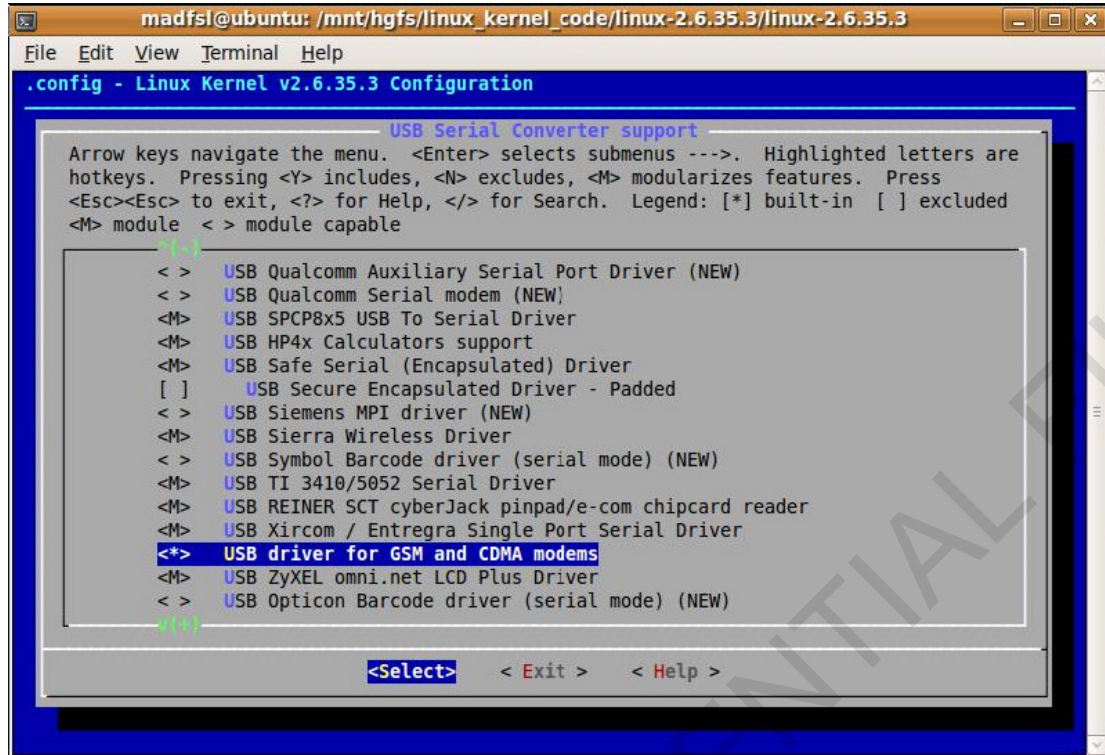 madfsl@ubuntu: /mnt/hgfs/linux_kernel_code/linux-2.6.35.3/linux-2.6.35.3
File Edit View Terminal Help
.config - Linux Kernel v2.6.35.3 Configuration
USB Serial Converter support
Arrow keys navigate the menu. <Enter> selects submenus --->. Highlighted letters are
hotkeys. Pressing <Y> includes, <N> excludes, <M> modularizes features. Press
<Esc><Esc> to exit, <?> for Help, </> for Search. Legend: [*] built-in [ ] excluded
<M> module < > module capable
^(-)
< > USB Qualcomm Auxiliary Serial Port Driver (NEW)
< > USB Qualcomm Serial modem (NEW)
<M> USB SPCP8x5 USB To Serial Driver
<M> USB HP4x Calculators support
<M> USB Safe Serial (Encapsulated) Driver
[ ] USB Secure Encapsulated Driver - Padded
< > USB Siemens MPI driver (NEW)
<M> USB Sierra Wireless Driver
< > USB Symbol Barcode driver (serial mode) (NEW)
<M> USB TI 3410/5052 Serial Driver
<M> USB REINER SCT cyberJack pinpad/e-com chipcard reader
<M> USB Xircom / Entregra Single Port Serial Driver
<*> USB driver for GSM and CDMA modems
<M> USB ZyXEL omni.net LCD Plus Driver
< > USB Opticon Barcode driver (serial mode) (NEW)
v(+)
<Select> < Exit > < Help >